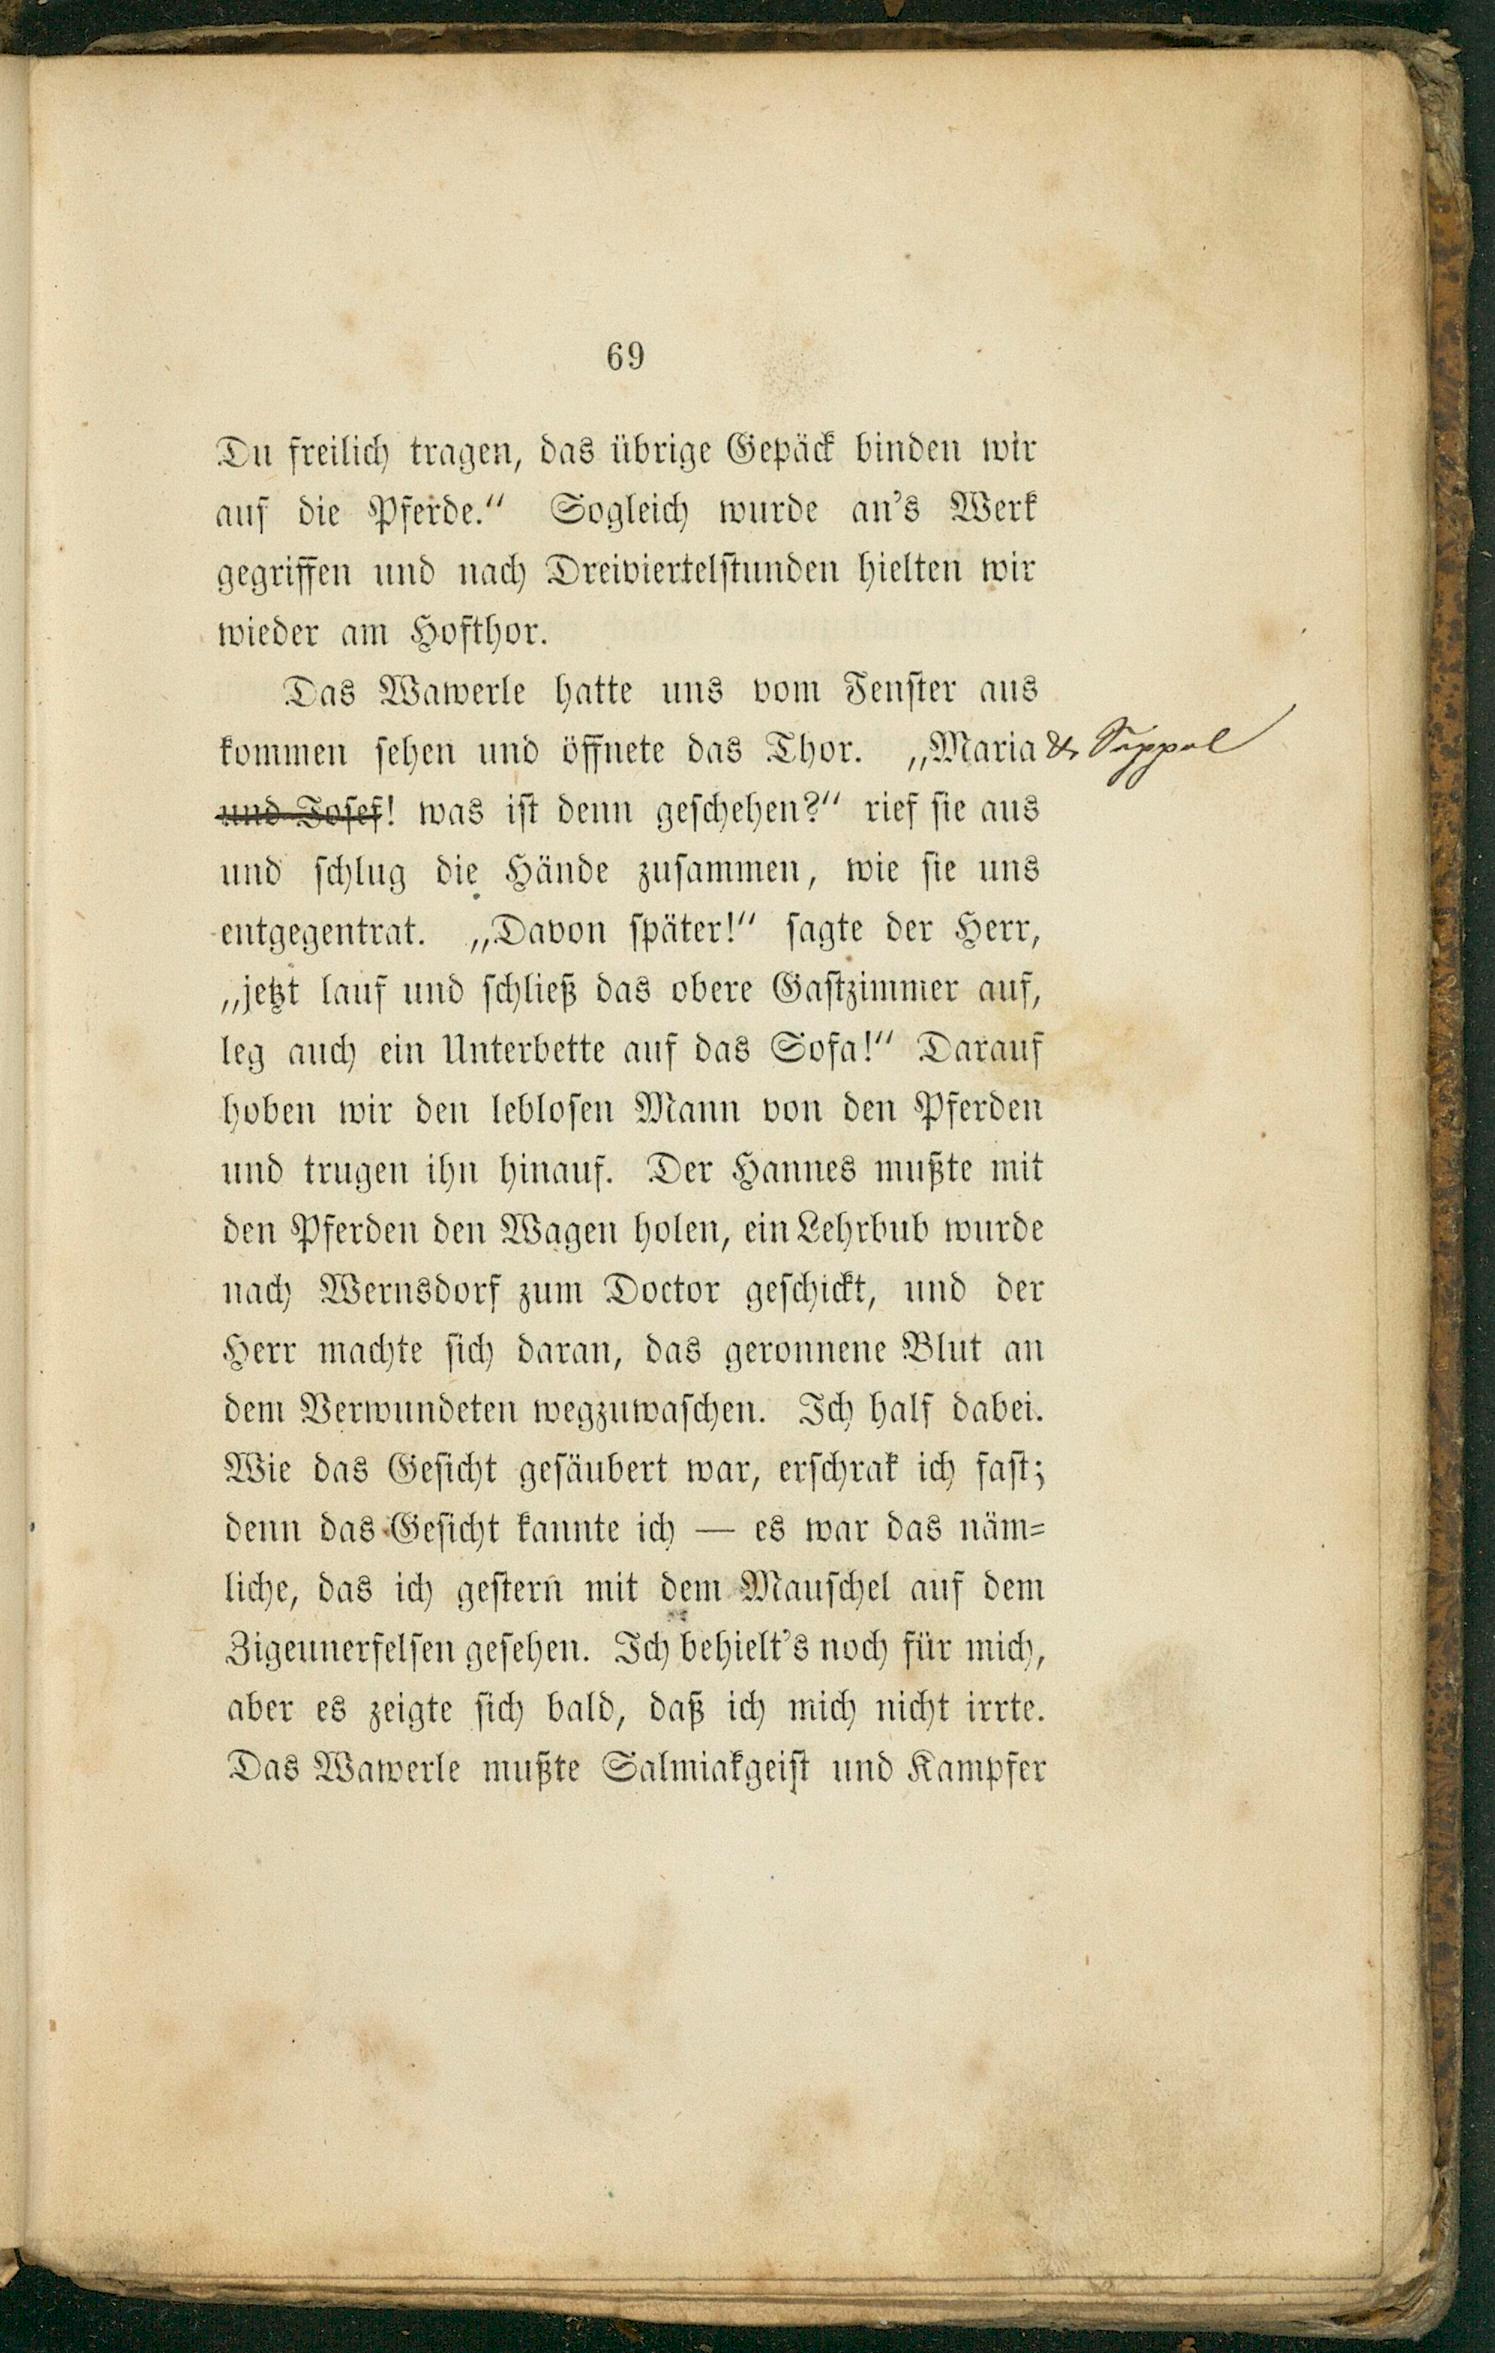 69
Du freilich tragen, das übrige Gepäck binden wir
auf die Pferde.“ Sogleich wurde an’s Werk
gegriffen und nach Dreiviertelstunden hielten wir
wieder am Hofthor.
Das Wawerle hatte uns vom Fenster aus
kommen sehen und öffnete das Thor. „Maria &
und Josef! was ist denn geschehen?“ rief sie aus
und schlug die Hände zusammen, wie sie uns
entgegentrat. „Davon später!“ sagte der Herr,
„jetzt lauf und schließ das obere Gastzimmer auf,
leg auch ein Unterbette auf das Sofa!“ Darauf
hoben wir den leblosen Mann von den Pferden
und trugen ihn hinauf. Der Hannes mußte mit
den Pferden den Wagen holen, ein Lehrbub wurde
nach Wernsdorf zum Doctor geschickt, und der
Herr machte sich daran, das geronnene Blut an
dem Verwundeten wegzuwaschen. Ich half dabei.
Wie das Gesicht gesäubert war, erschrak ich fast;
denn das Gesicht kannte ich — es war das näm-
liche, das ich gestern mit dem Mauschel auf dem
Zigeunerfelsen gesehen. Ich behielt’s noch für mich,
aber es zeigte sich bald, daß ich mich nicht irrte.
Das Wawerle mußte Salmiakgeist und Kampfer